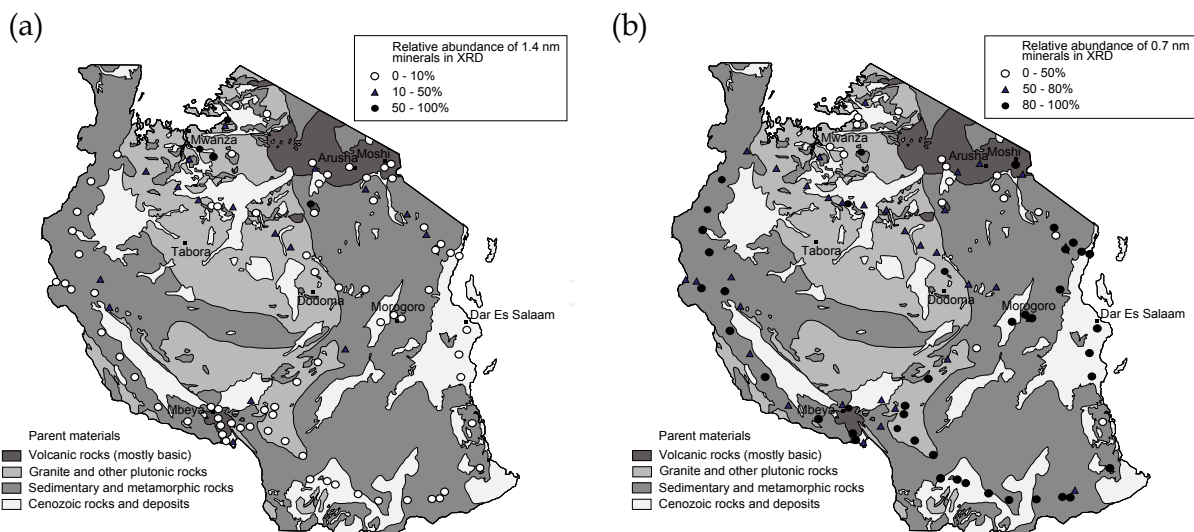 (a)
Relative abundance of 1.4 nm
minerals in XRD
0 - 10%
10 - 50%
50 - 100%
Mwanza
Arusha
Moshi
Tabora
Dodoma
Morogoro
Dar Es Salaam
Mbeya
Parent materials
Volcanic rocks (mostly basic)
Granite and other plutonic rocks
Sedimentary and metamorphic rocks
Cenozoic rocks and deposits
(b)
Relative abundance of 0.7 nm
minerals in XRD
0 - 50%
50 - 80%
80 - 100%
Mwanza
Arusha
Moshi
Tabora
Dodoma
Morogoro
Dar Es Salaam
Mbeya
Parent materials
Volcanic rocks (mostly basic)
Granite and other plutonic rocks
Sedimentary and metamorphic rocks
Cenozoic rocks and deposits